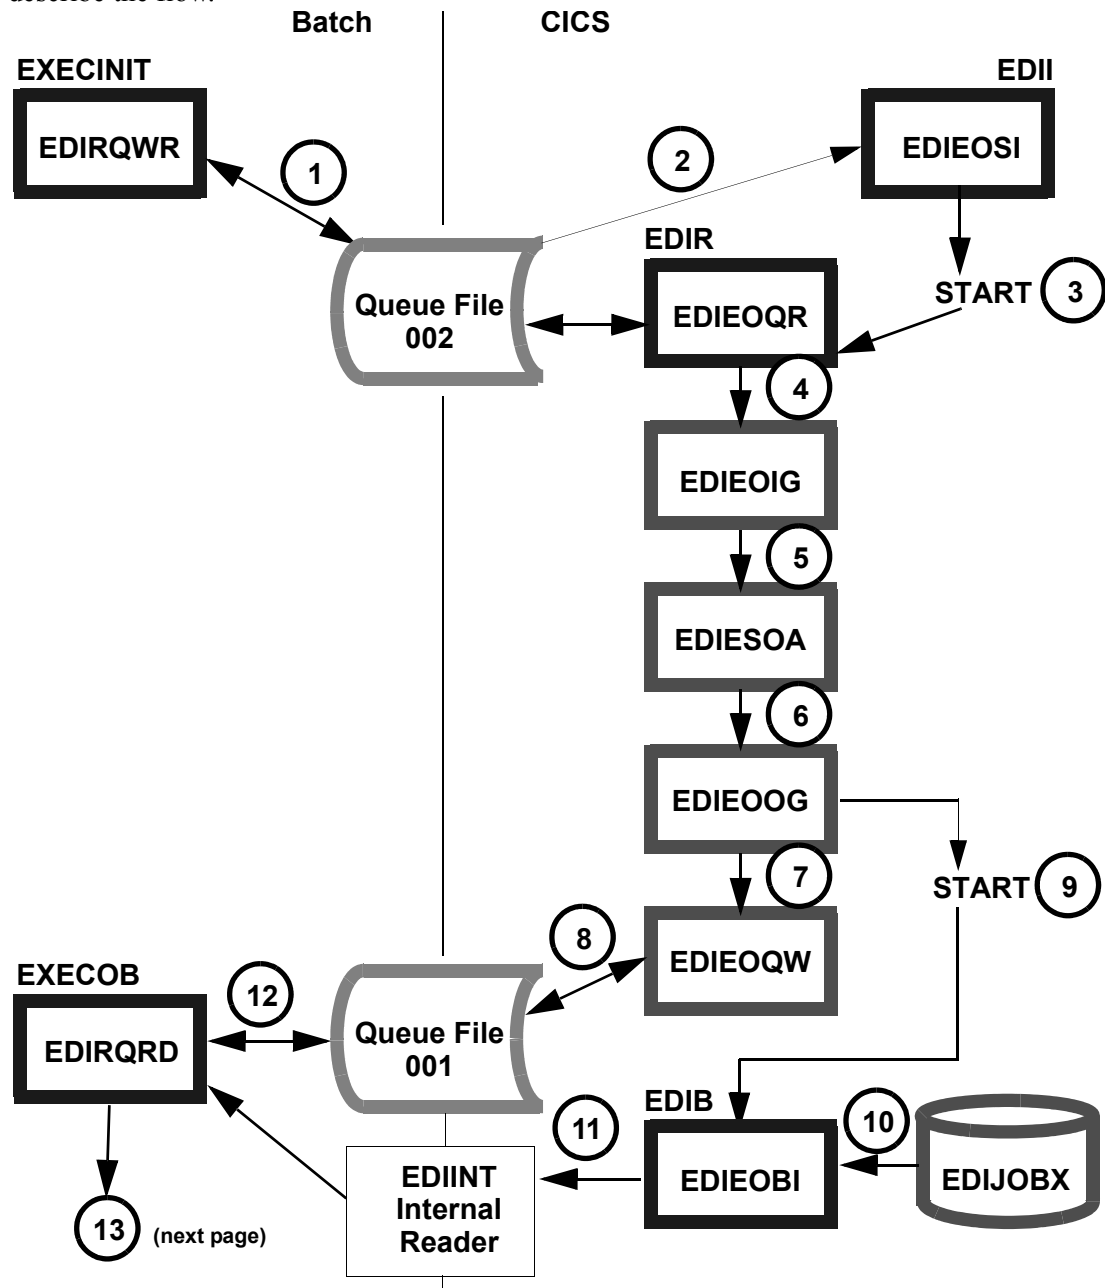 describe the flow.
Batch
CICS
EXECINIT
EDII
EDIRQWR
1
2
EDIEOSI
EDIR
Queue File
002
EDIEOQR
START
3
4
EDIEOIG
5
EDIESOA
6
EDIEOOG
7
START
9
8
EDIEOQW
EXECOB
12
EDIRQRD
Queue File
001
EDIB
11
10
EDIINT
Internal
Reader
EDIEOBI
EDIJOBX
13
(next page)